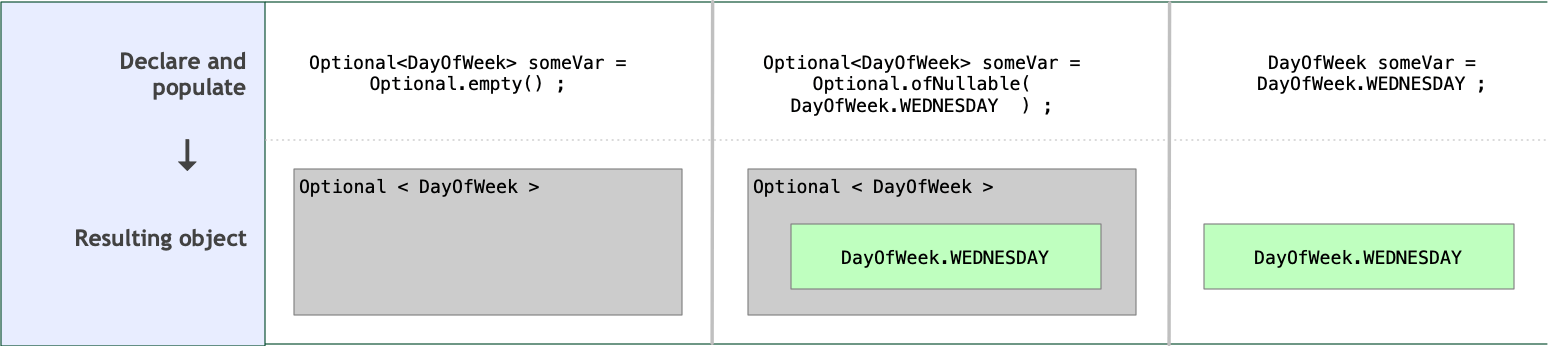 Declare and
populate
Optional<DayOfWeek> someVar =
Optional.empty() ;
Optional<DayOfWeek> someVar =
Optional.ofNullable(
DayOfWeek.WEDNESDAY  ) ;
DayOfWeek someVar =
DayOfWeek.WEDNESDAY ;
↓
Resulting object
Optional < DayOfWeek >
Optional < DayOfWeek >
DayOfWeek.WEDNESDAY
DayOfWeek.WEDNESDAY